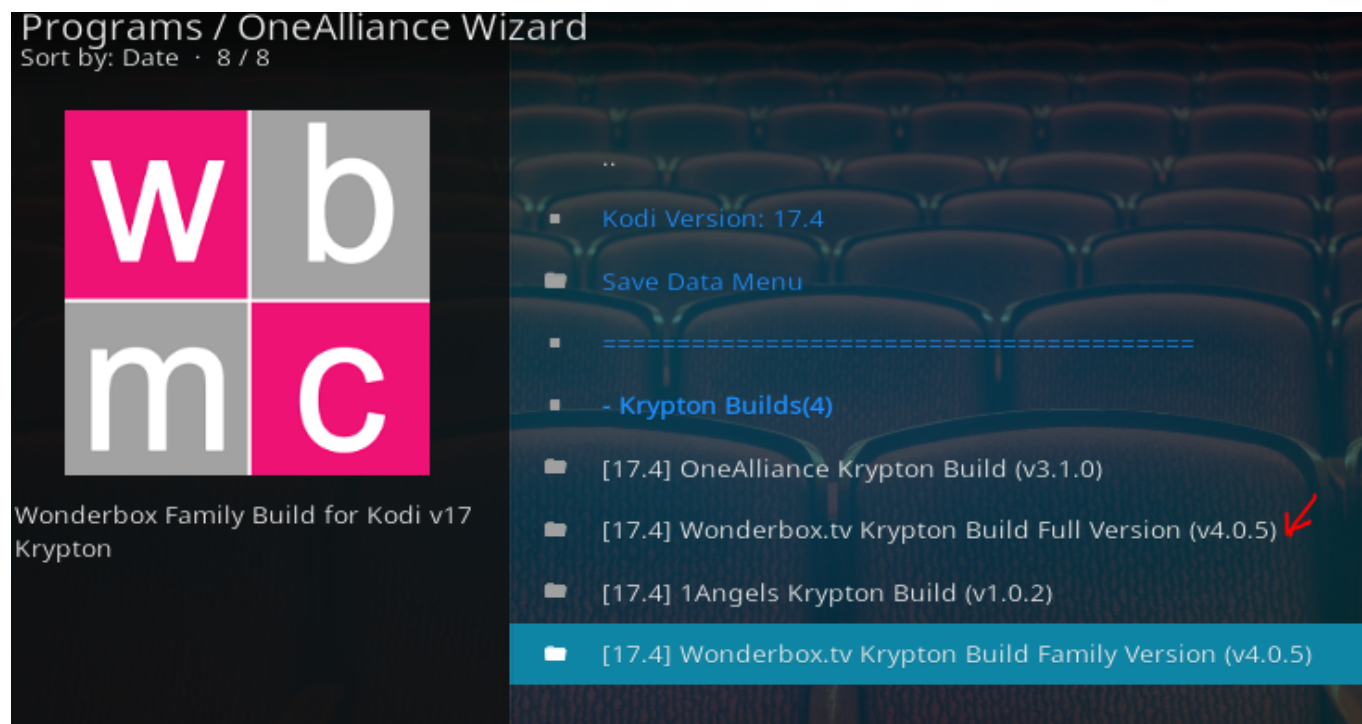 Programs / OneAlliance Wizard
Sort by: Date · 8 / 8
w b
m c
Wonderbox Family Build for Kodi v17
Krypton
..
Kodi Version: 17.4
Save Data Menu
========================================
- Krypton Builds(4)
[17.4] OneAlliance Krypton Build (v3.1.0)
[17.4] Wonderbox.tv Krypton Build Full Version (v4.0.5)
[17.4] 1Angels Krypton Build (v1.0.2)
[17.4] Wonderbox.tv Krypton Build Family Version (v4.0.5)